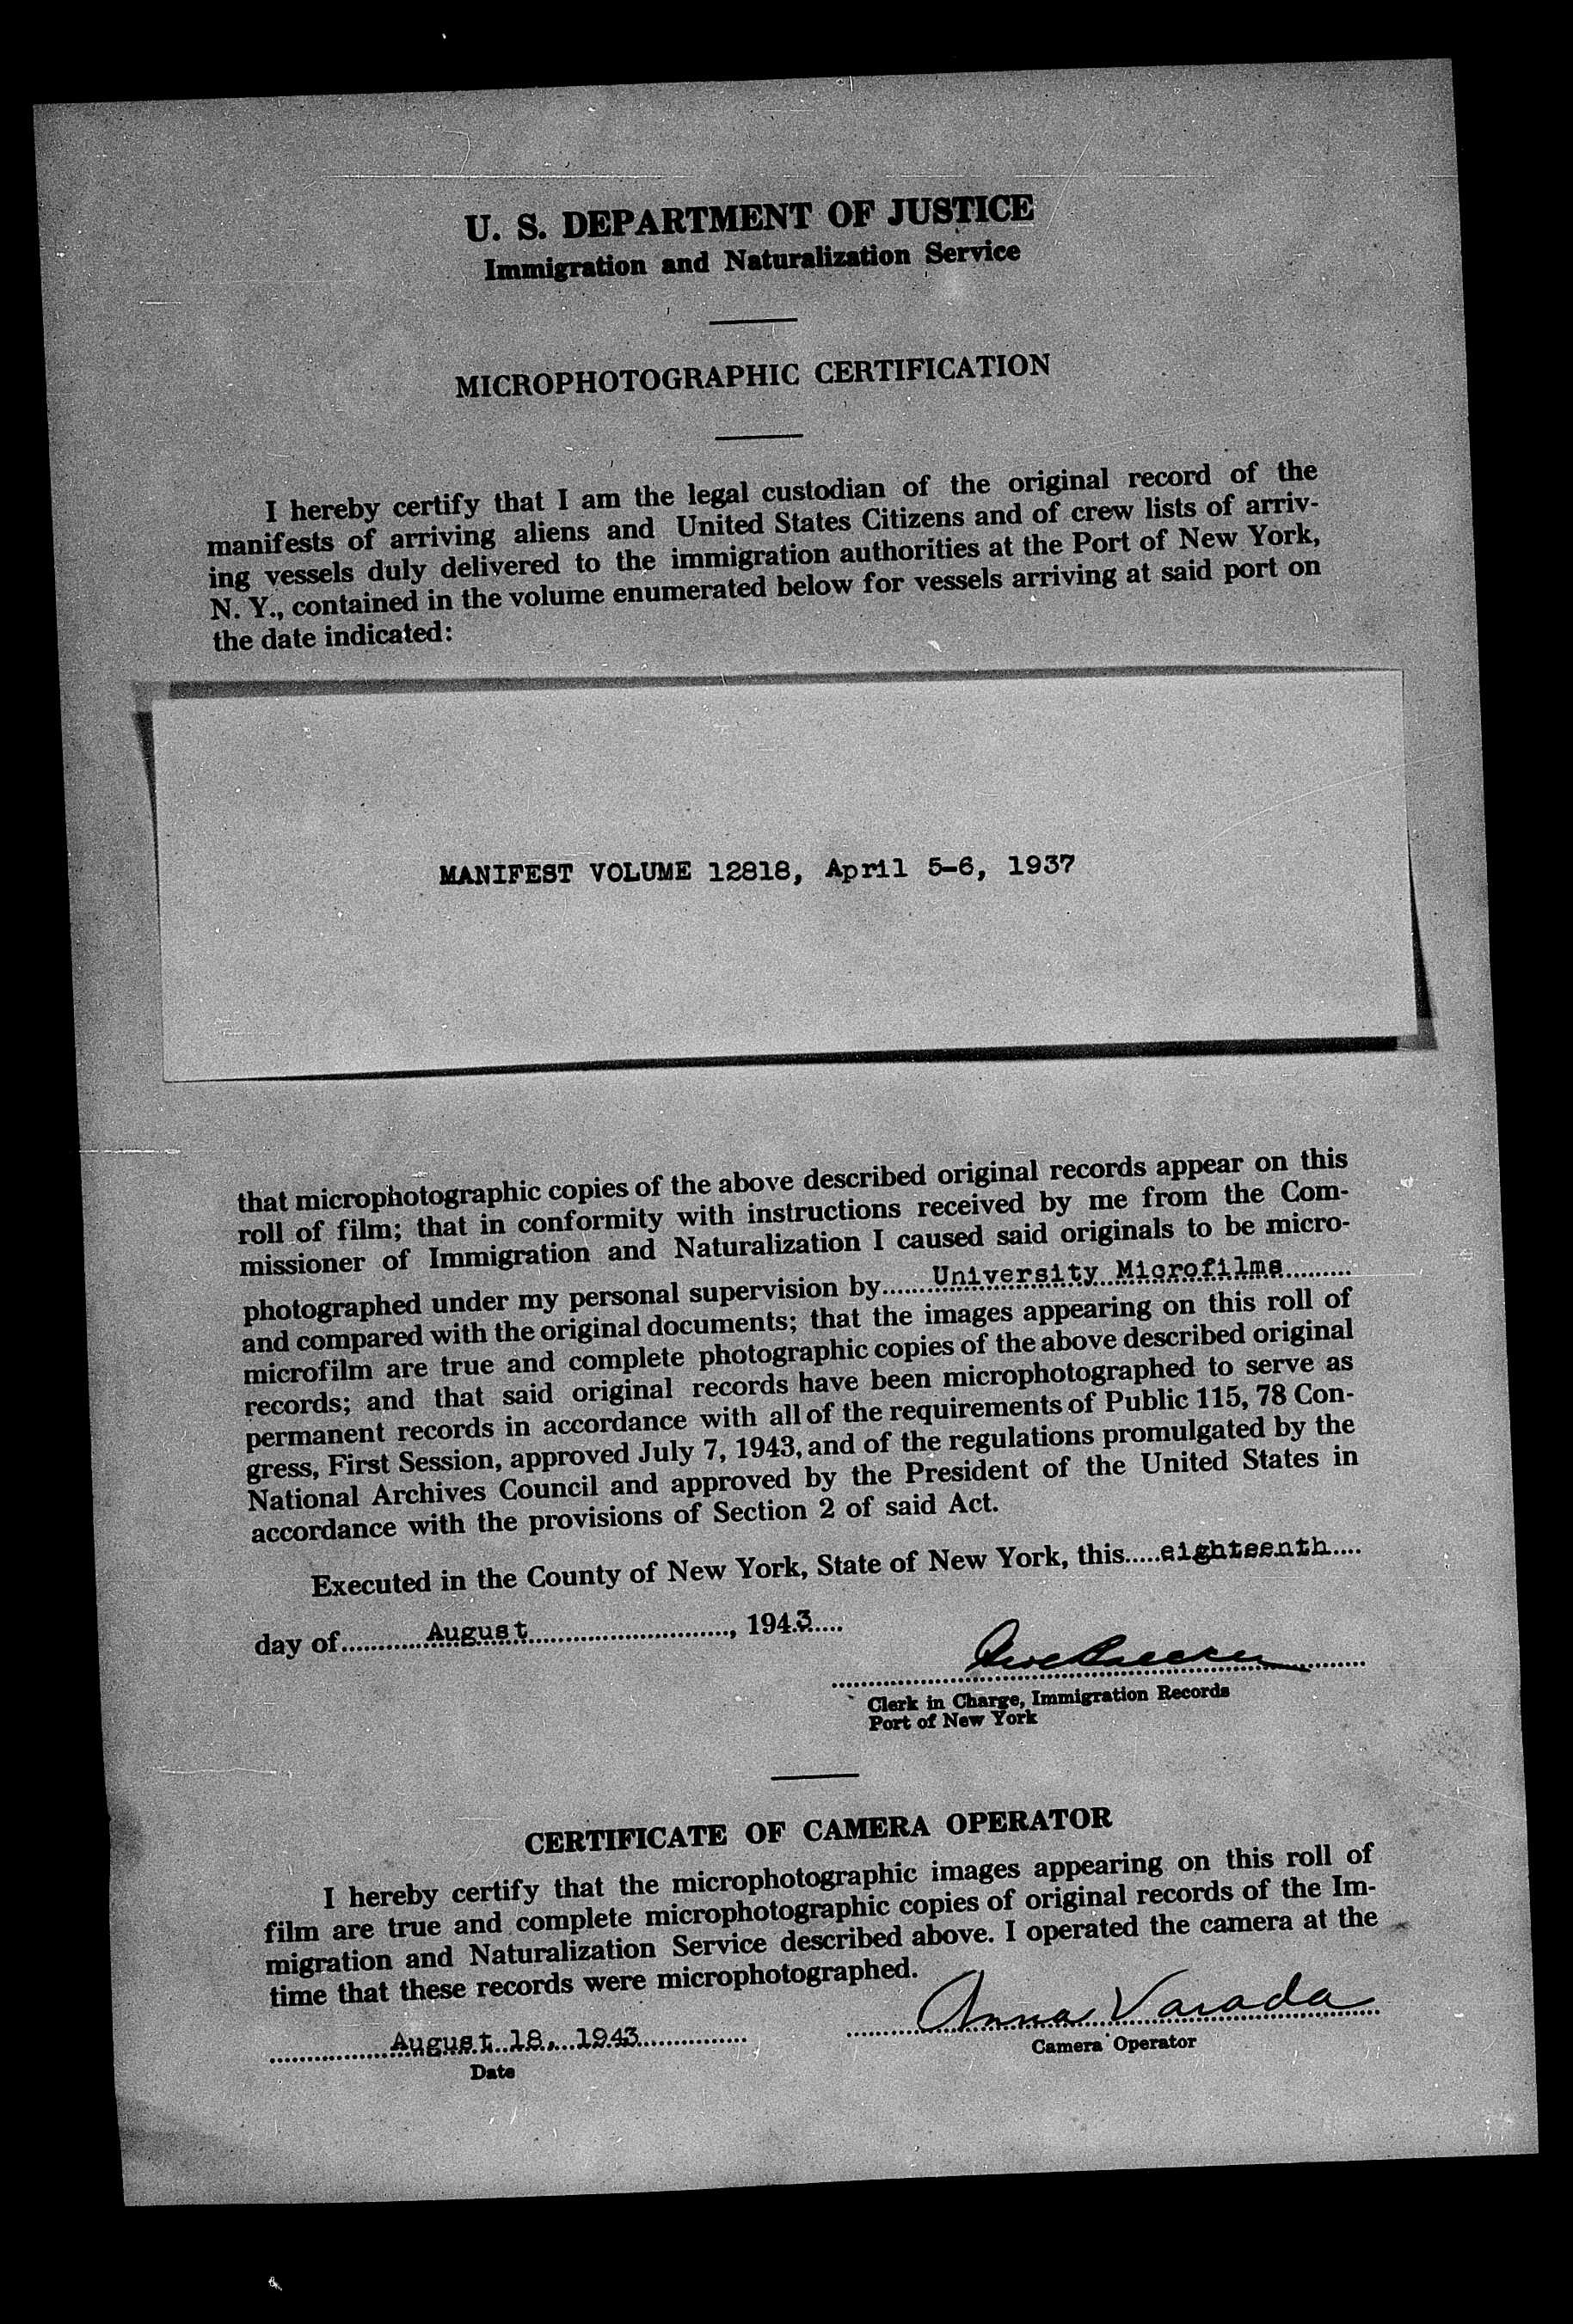 U. S. DEPARTMENT OF JUSTICE
Immigration and Naturalization Service
MICROPHOTOGRAPHIC CERTIFICATION
I hereby certify that I am the legal custodian of the original record of the
manifests of arriving aliens and United States Citizens and of crew lists of arriv-
ing vessels duly delivered to the immigration authorities at the Port of New York,
N. Y., contained in the volume enumerated below for vessels arriving at said port on
the date indicated:
MANIFEST VOLUME 12818, April 5-6, 1937
that microphotographic copies of the above described original records appear on this
roll of film; that in conformity with instructions received by me from the Com-
missioner of Immigration and Naturalization I caused said originals to be micro-
photographed under my personal supervision by......University Microfilms..........
and compared with the original documents; that the images appearing on this roll of
microfilm are true and complete photographic copies of the above described original
records; and that said original records have been microphotographed to serve as
permanent records in accordance with all of the requirements of Public 115, 78 Con-
gress, First Session, approved July 7, 1943, and of the regulations promulgated by the
National Archives Council and approved by the President of the United States in
accordance with the provisions of Section 2 of said Act.
Executed in the County of New York, State of New York, this.....eighteenth....
day of............August................................, 1943.....
Clerk in Charge, Immigration Records
Port of New York
CERTIFICATE OF CAMERA OPERATOR
I hereby certify that the microphotographic images appearing on this roll of
film are true and complete microphotographic copies of original records of the Im-
migration and Naturalization Service described above. I operated the camera at the
time that these records were microphotographed.
Anna Varada
August 18, 1943
Camera Operator
Date